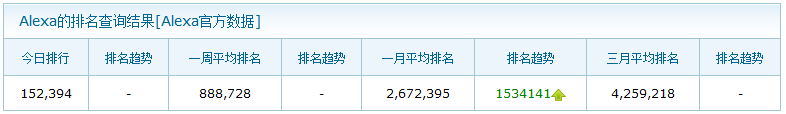 Alexa的排名查询结果[Alexa官方数据]
今日排行 排名趋势 一周平均排名 排名趋势 一月平均排名 排名趋势 三月平均排名 排名趋势
152,394 - 888,728 - 2,672,395 1534141 4,259,218 -